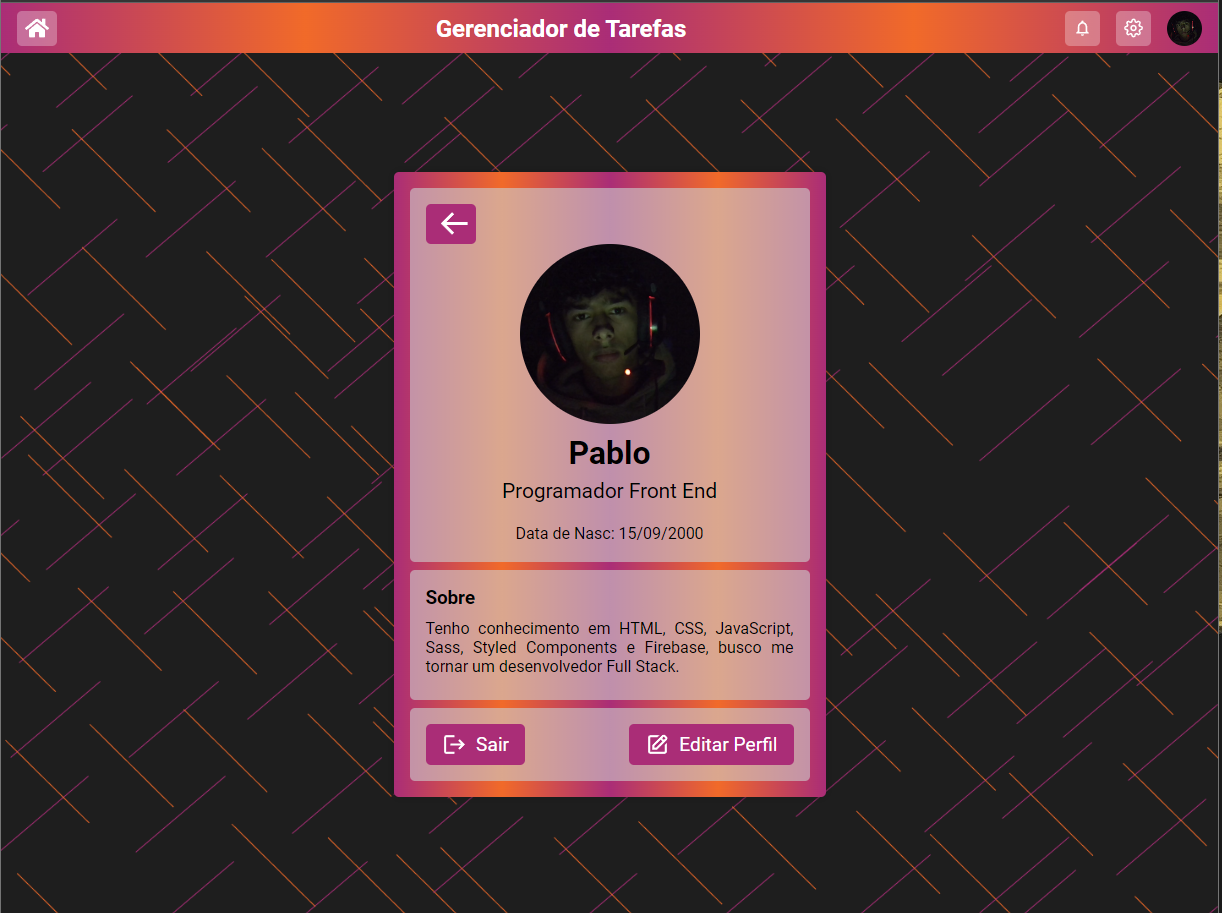 Gerenciador de Tarefas
Pablo
Programador Front End
Data de Nasc: 15/09/2000
Sobre
Tenho conhecimento em HTML, CSS, JavaScript,
Sass, Styled Components e Firebase, busco me
tornar um desenvolvedor Full Stack.
Sair
Editar Perfil